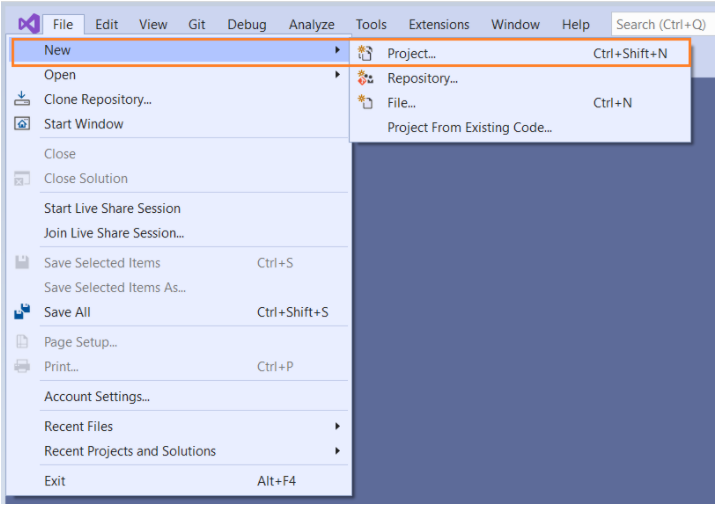 File Edit View Git Debug Analyze Tools Extensions Window Help Search (Ctrl+Q)
New
Project... Ctrl+Shift+N
Open
Repository...
Clone Repository...
File... Ctrl+N
Start Window
Project From Existing Code...
Close
Close Solution
Start Live Share Session
Join Live Share Session...
Save Selected Items Ctrl+S
Save Selected Items As...
Save All Ctrl+Shift+S
Page Setup...
Print... Ctrl+P
Account Settings...
Recent Files
Recent Projects and Solutions
Exit Alt+F4